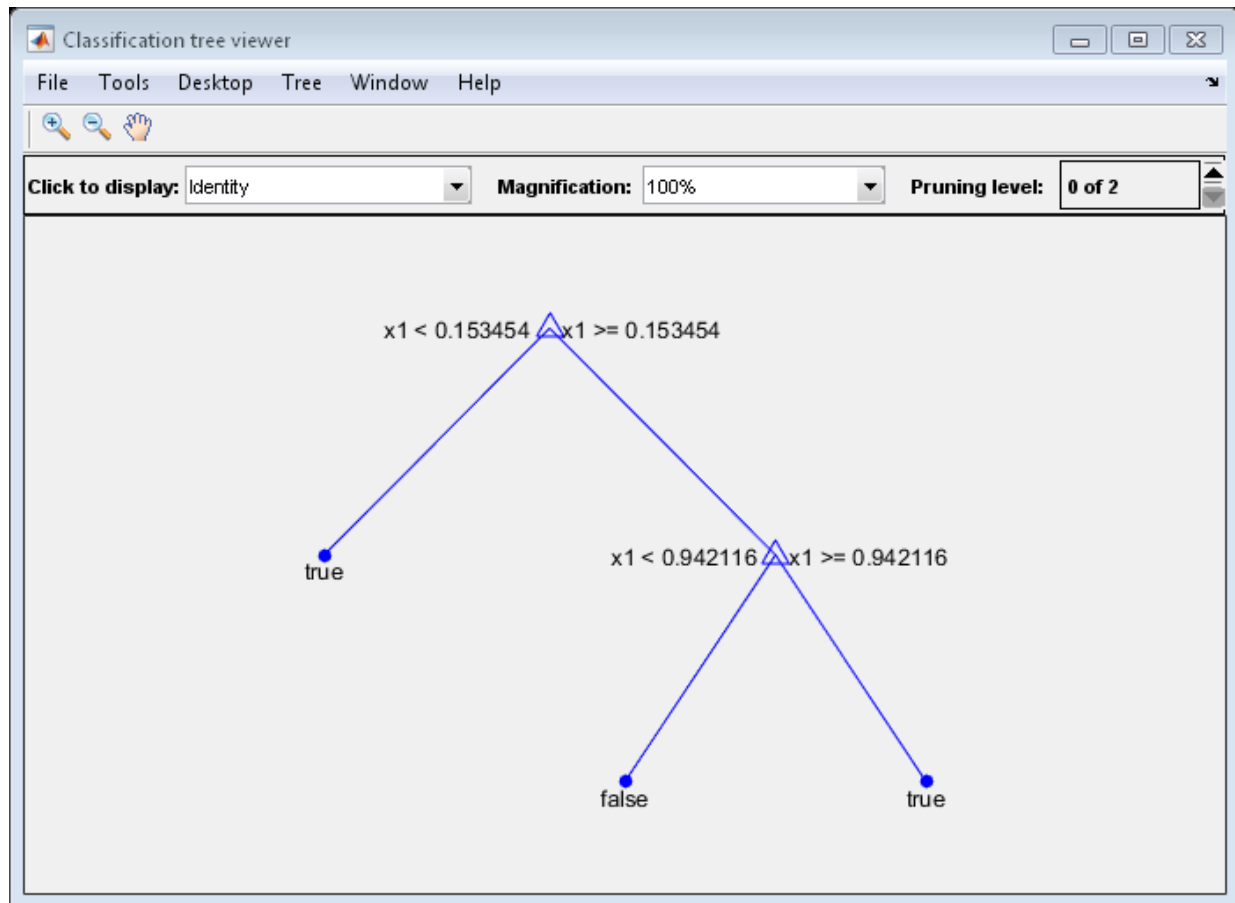 Classification tree viewer
File Tools Desktop Tree Window Help
Click to display: Identity Magnification: 100% Pruning level: 0 of 2
x1 < 0.153454 x1 >= 0.153454
true
x1 < 0.942116 x1 >= 0.942116
false true